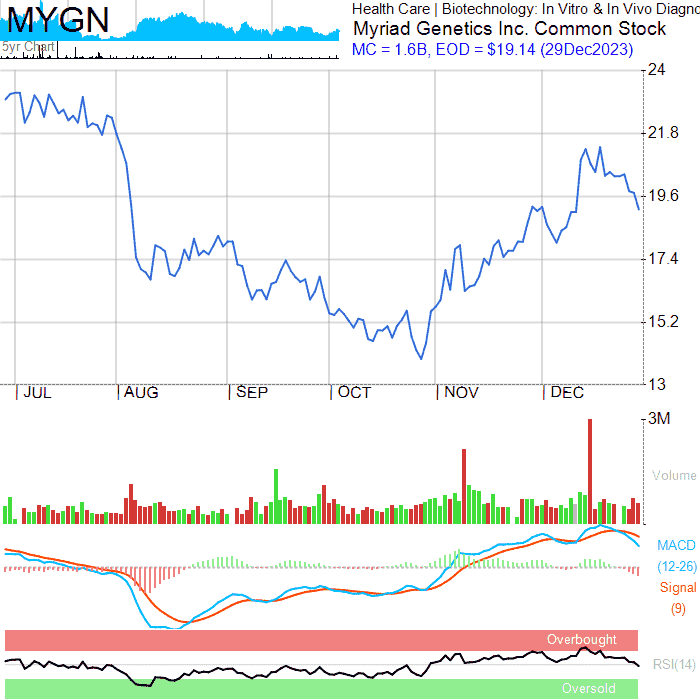 MYGN
5yr Chart
Health Care | Biotechnology: In Vitro & In Vivo Diagno
Myriad Genetics Inc. Common Stock
MC = 1.6B, EOD = $19.14 (29Dec2023)
24
21.8
19.6
17.4
15.2
13
| JUL | AUG | SEP | OCT | NOV | DEC
3M
Volume
MACD
(12-26)
Signal
(9)
Overbought
RSI(14)
Oversold